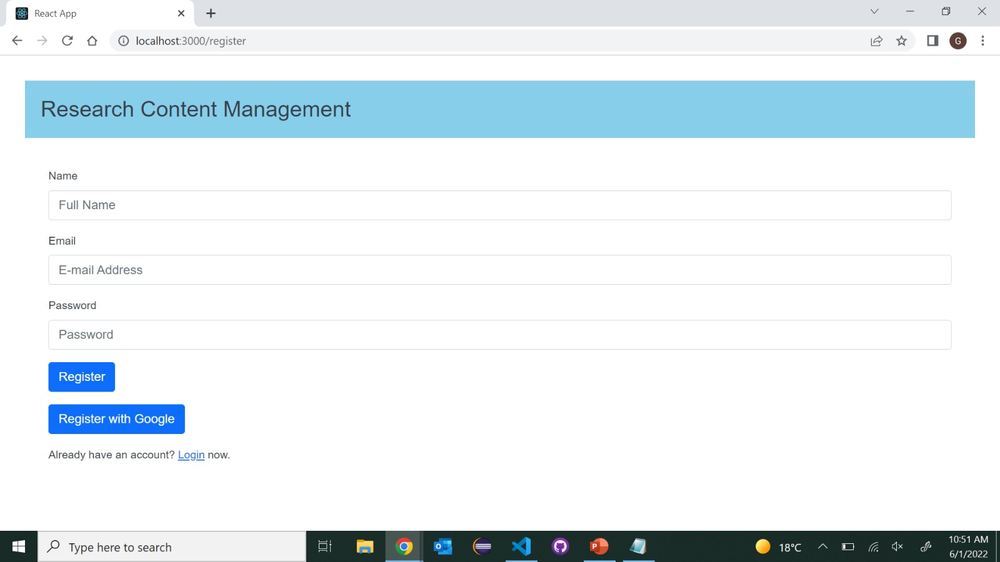 React App
localhost:3000/register
G
Research Content Management
Name
Full Name
Email
E-mail Address
Password
Password
Register
Register with Google
Already have an account? Login now.
Type here to search
18°C
10:51 AM
6/1/2022